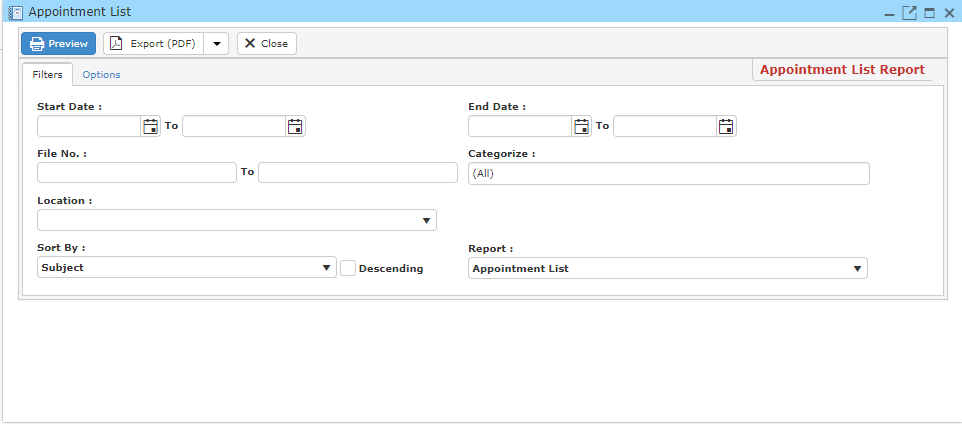 Appointment List
Preview Export (PDF) Close
Filters Options Appointment List Report
Start Date : End Date :
To To
File No. : Categorize :
To (All)
Location :
Sort By : Report :
Subject Descending Appointment List